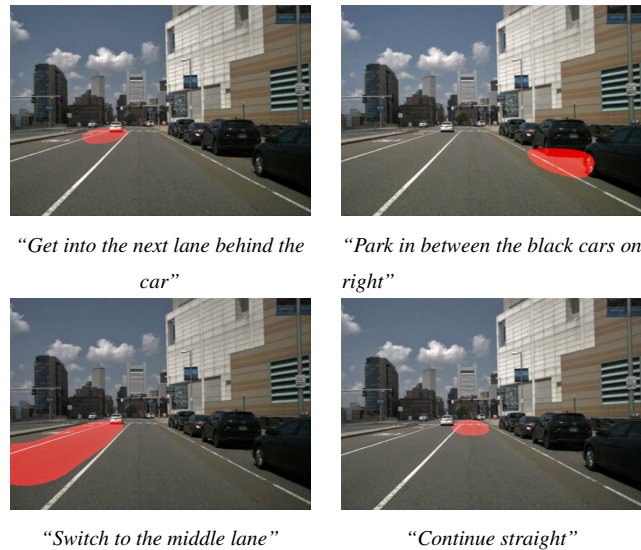 “Get into the next lane behind the
car”
“Park in between the black cars on
right”
“Switch to the middle lane”
“Continue straight”